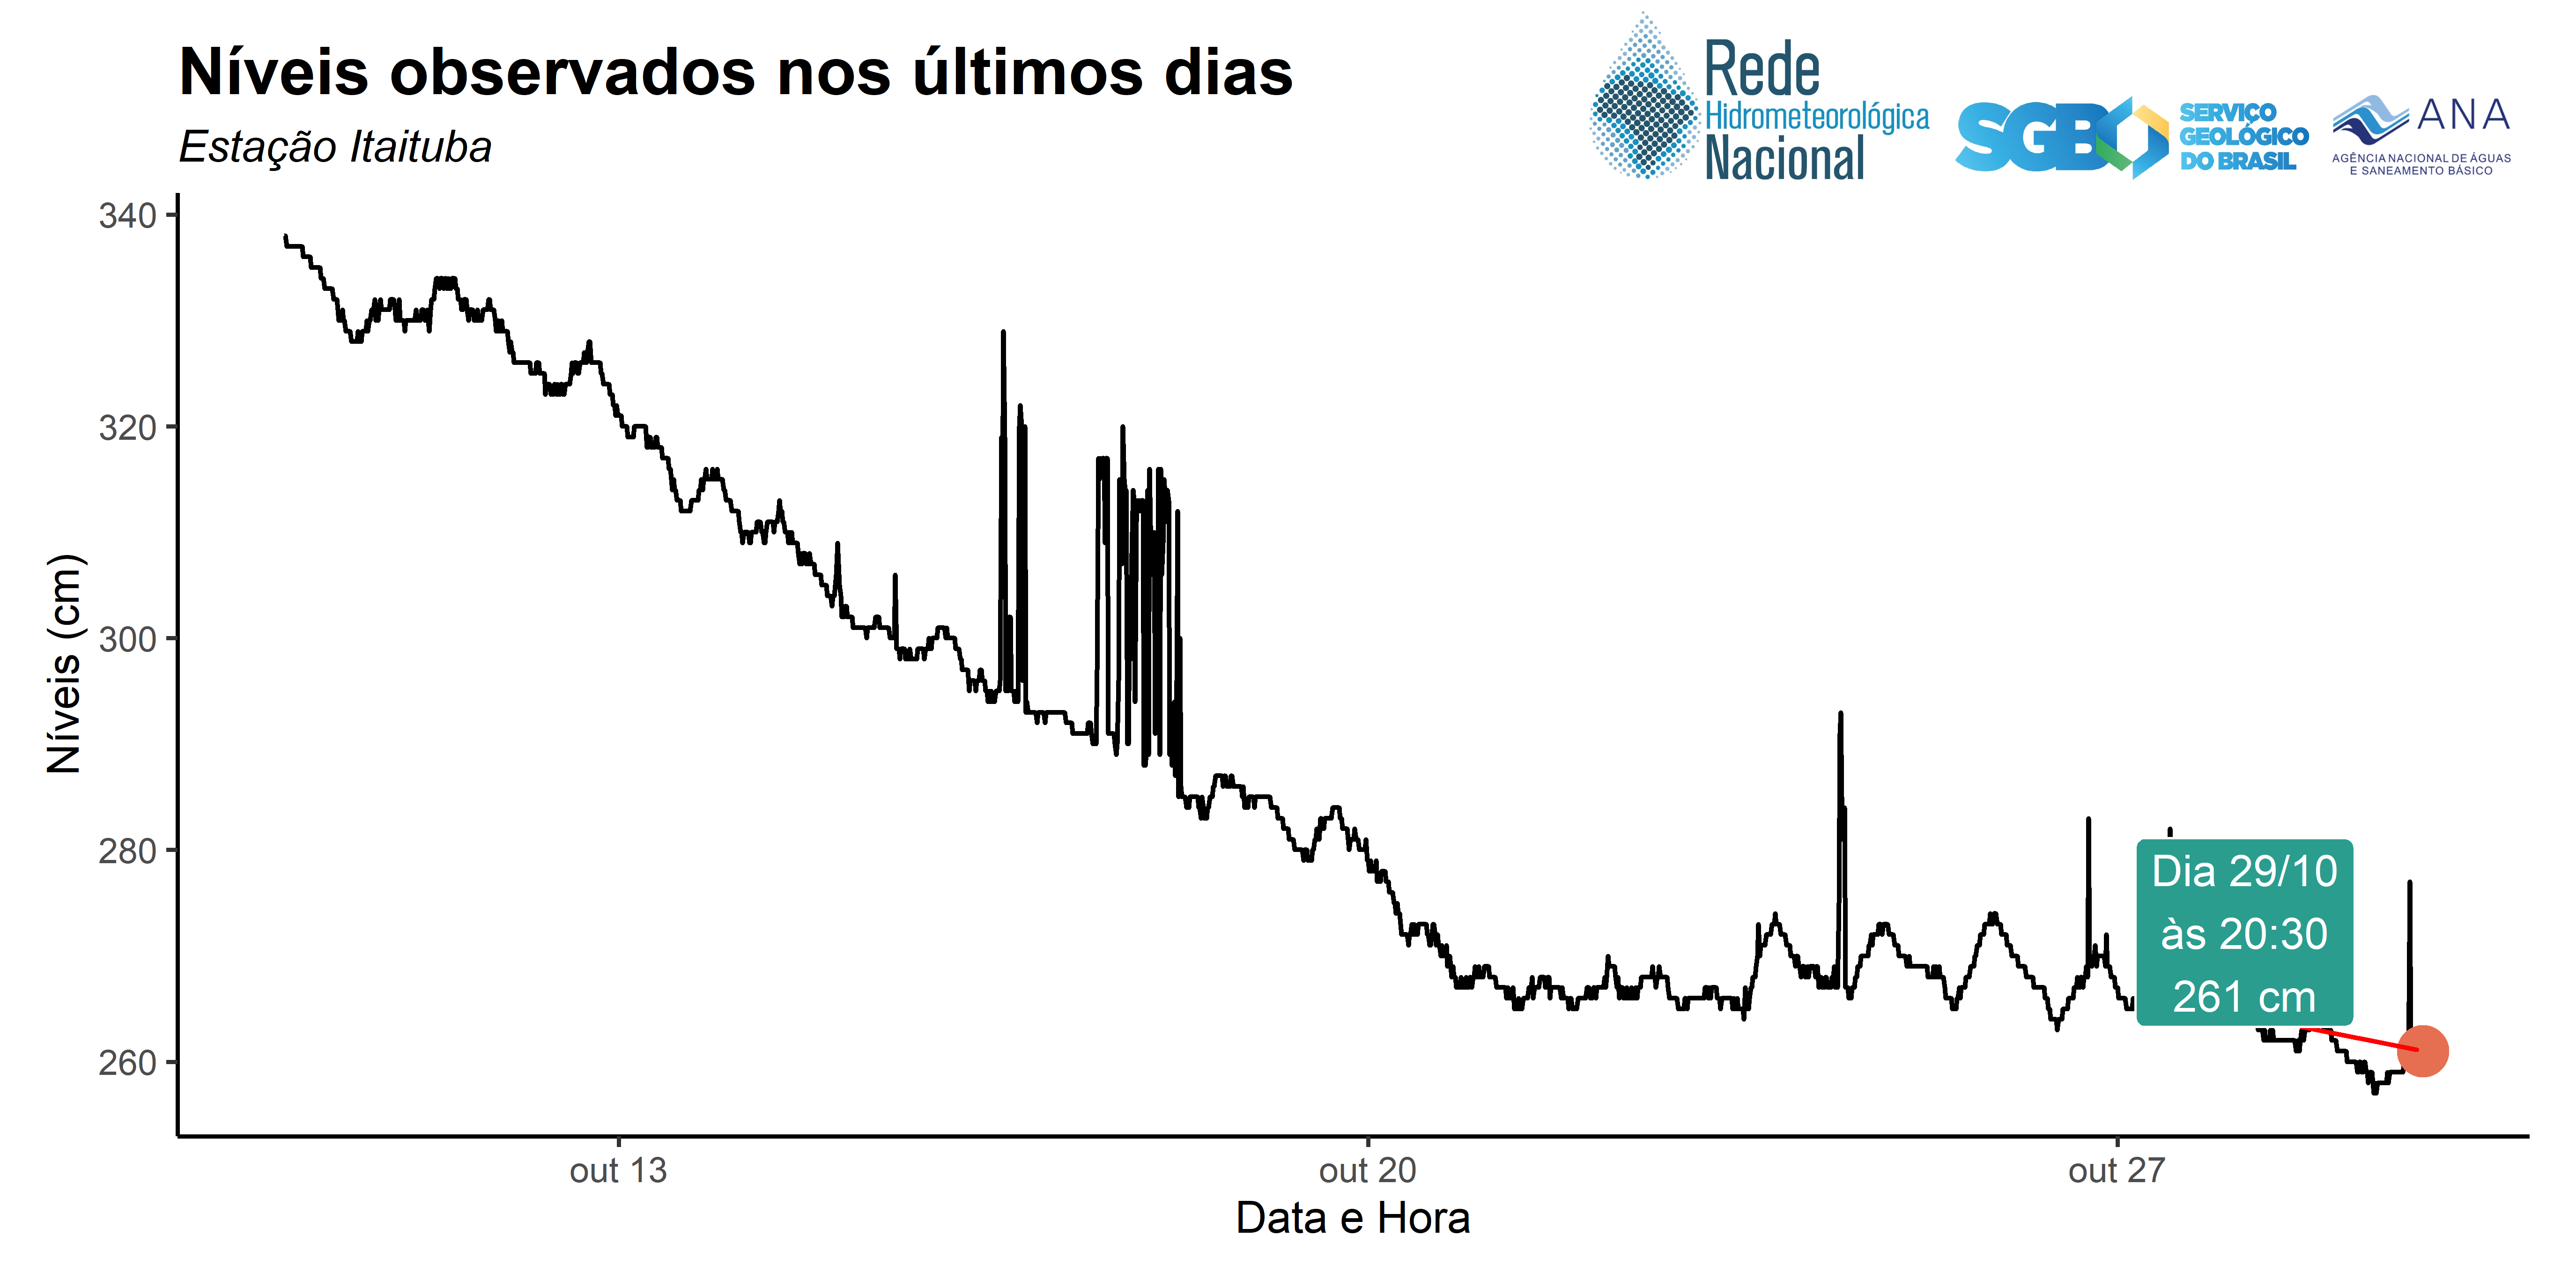 Níveis observados nos últimos dias
Estação Itaituba
Rede
Hidrometeorológica
Nacional
SGB
SERVIÇO
GEOLÓGICO
DO BRASIL
ANA
AGÊNCIA NACIONAL DE ÁGUAS
E SANEAMENTO BÁSICO
Níveis (cm)
340
320
300
280
260
Dia 29/10
às 20:30
261 cm
out 13
out 20
out 27
Data e Hora